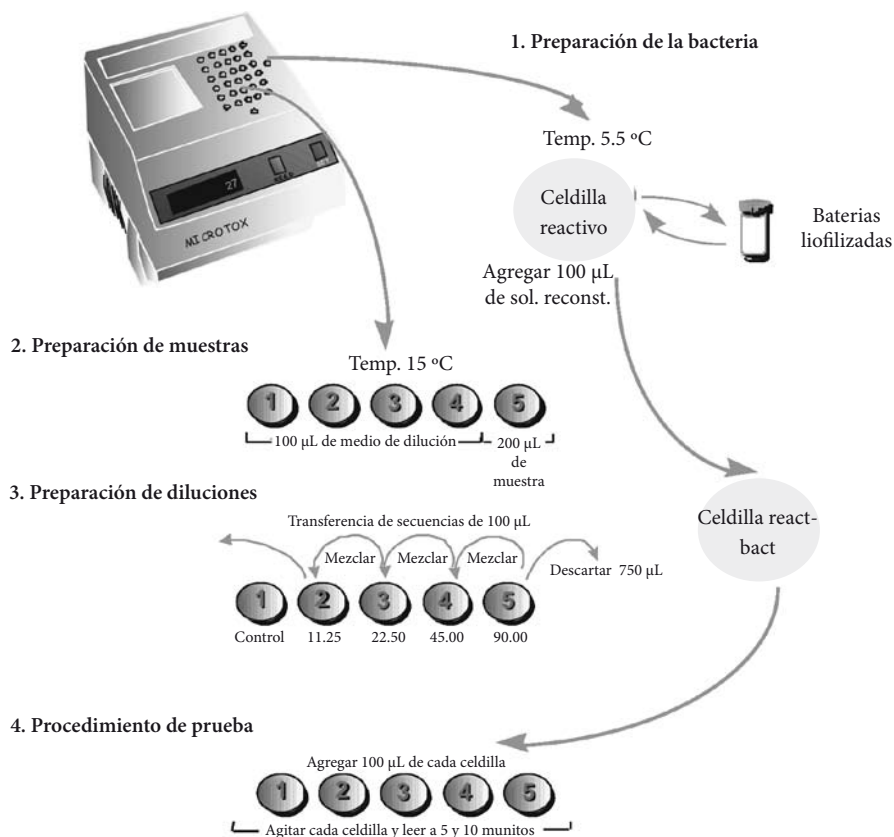 1. Preparación de la bacteria
Temp. 5.5 ºC
Celdilla
reactivo
Baterias
liofilizadas
Agregar 100 µL
de sol. reconst.
27
MICROTOX
2. Preparación de muestras
Temp. 15 ºC
1 2 3 4 5
100 µL de medio de dilución
200 µL
de
muestra
3. Preparación de diluciones
Transferencia de secuencias de 100 µL
Mezclar Mezclar Mezclar
Descartar 750 µL
1 2 3 4 5
Control 11.25 22.50 45.00 90.00
Celdilla react-
bact
4. Procedimiento de prueba
Agregar 100 µL de cada celdilla
1 2 3 4 5
Agitar cada celdilla y leer a 5 y 10 munitos